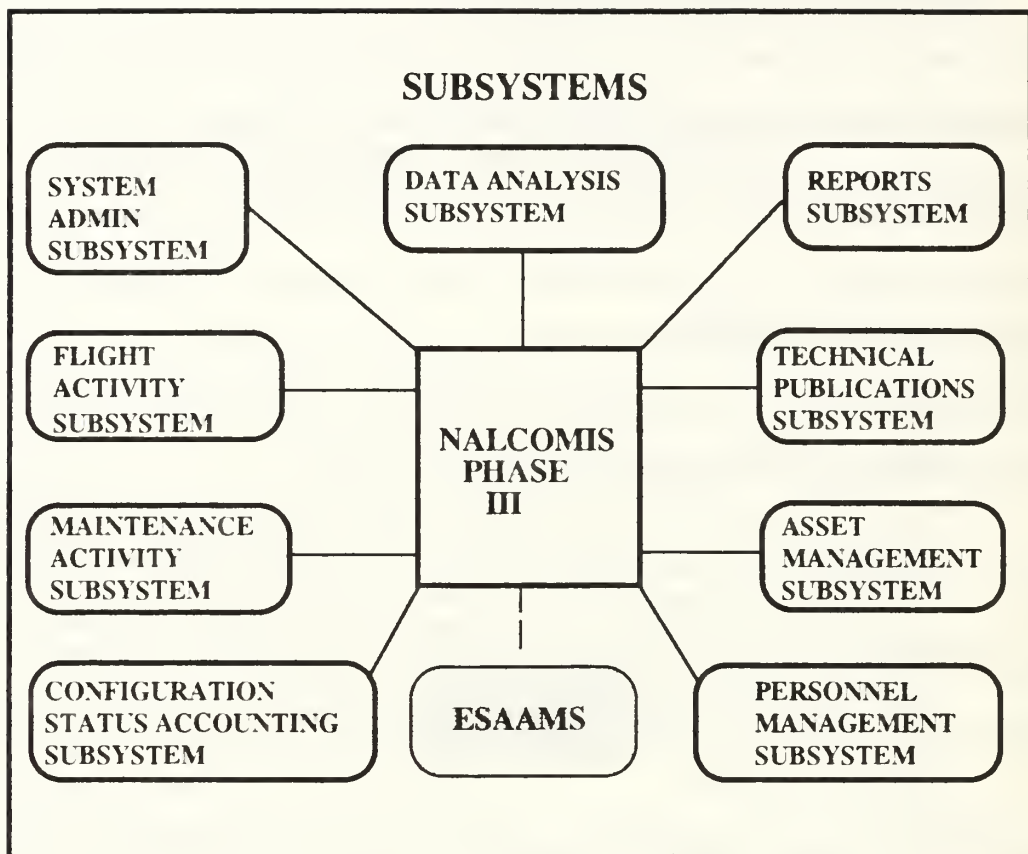 SUBSYSTEMS
SYSTEM
ADMIN
SUBSYSTEM
DATA ANALYSIS
SUBSYSTEM
REPORTS
SUBSYSTEM
FLIGHT
ACTIVITY
SUBSYSTEM
TECHNICAL
PUBLICATIONS
SUBSYSTEM
NALCOMIS
PHASE
III
MAINTENANCE
ACTIVITY
SUBSYSTEM
ASSET
MANAGEMENT
SUBSYSTEM
CONFIGURATION
STATUS ACCOUNTING
SUBSYSTEM
ESAAMS
PERSONNEL
MANAGEMENT
SUBSYSTEM